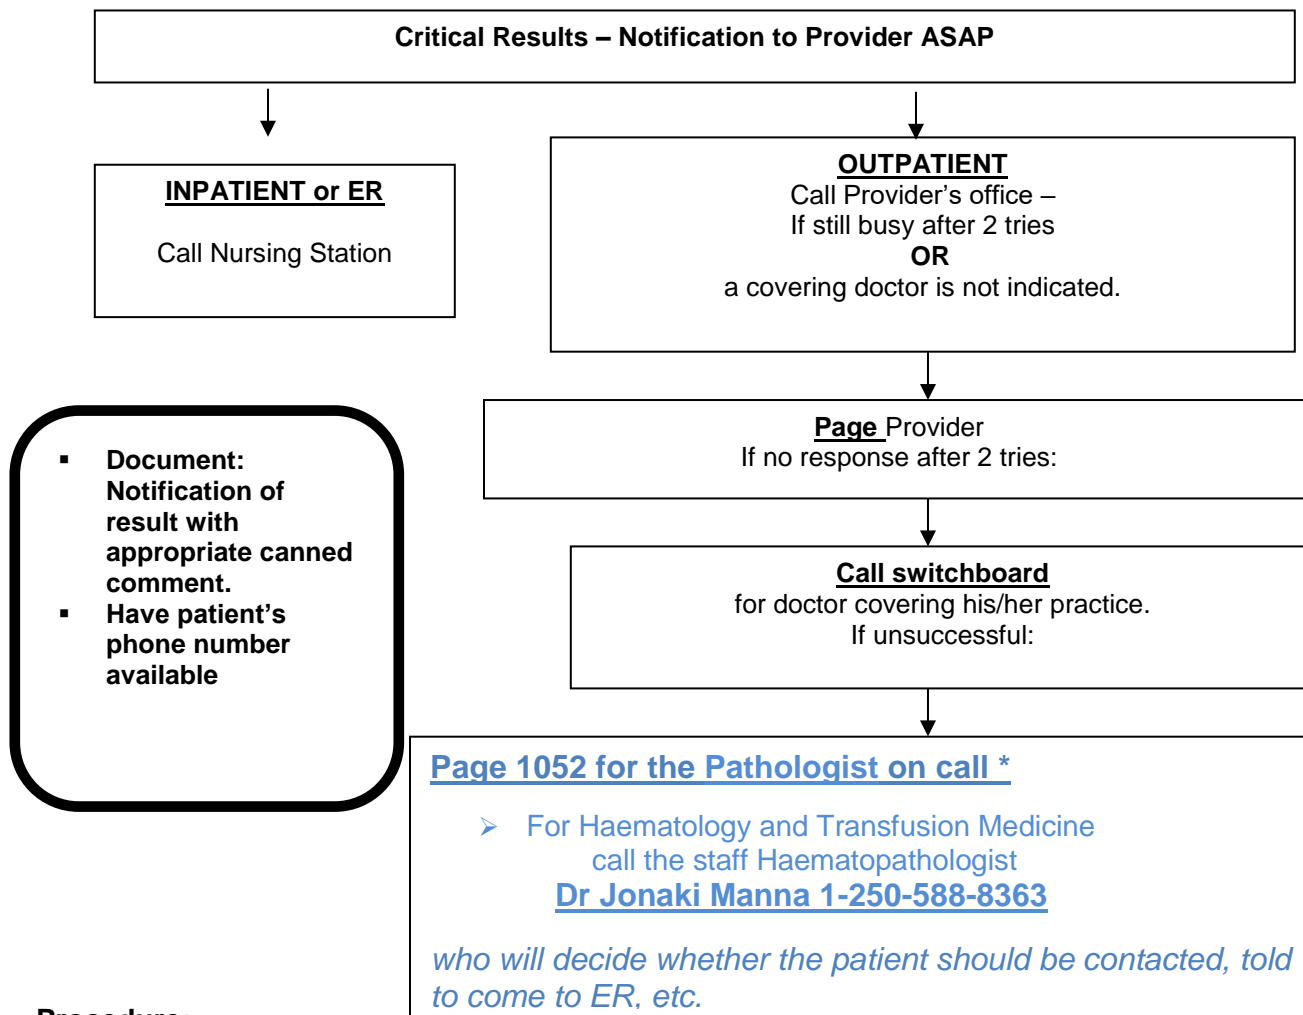 Critical Results – Notification to Provider ASAP
INPATIENT or ER
Call Nursing Station
OUTPATIENT
Call Provider's office –
If still busy after 2 tries
OR
a covering doctor is not indicated.
Page Provider
If no response after 2 tries:
▪ Document:
Notification of
result with
appropriate canned
comment.
▪ Have patient's
phone number
available
Call switchboard
for doctor covering his/her practice.
If unsuccessful:
Page 1052 for the Pathologist on call *
➢ For Haematology and Transfusion Medicine
call the staff Haematopathologist
Dr Jonaki Manna 1-250-588-8363
who will decide whether the patient should be contacted, told
to come to ER, etc.